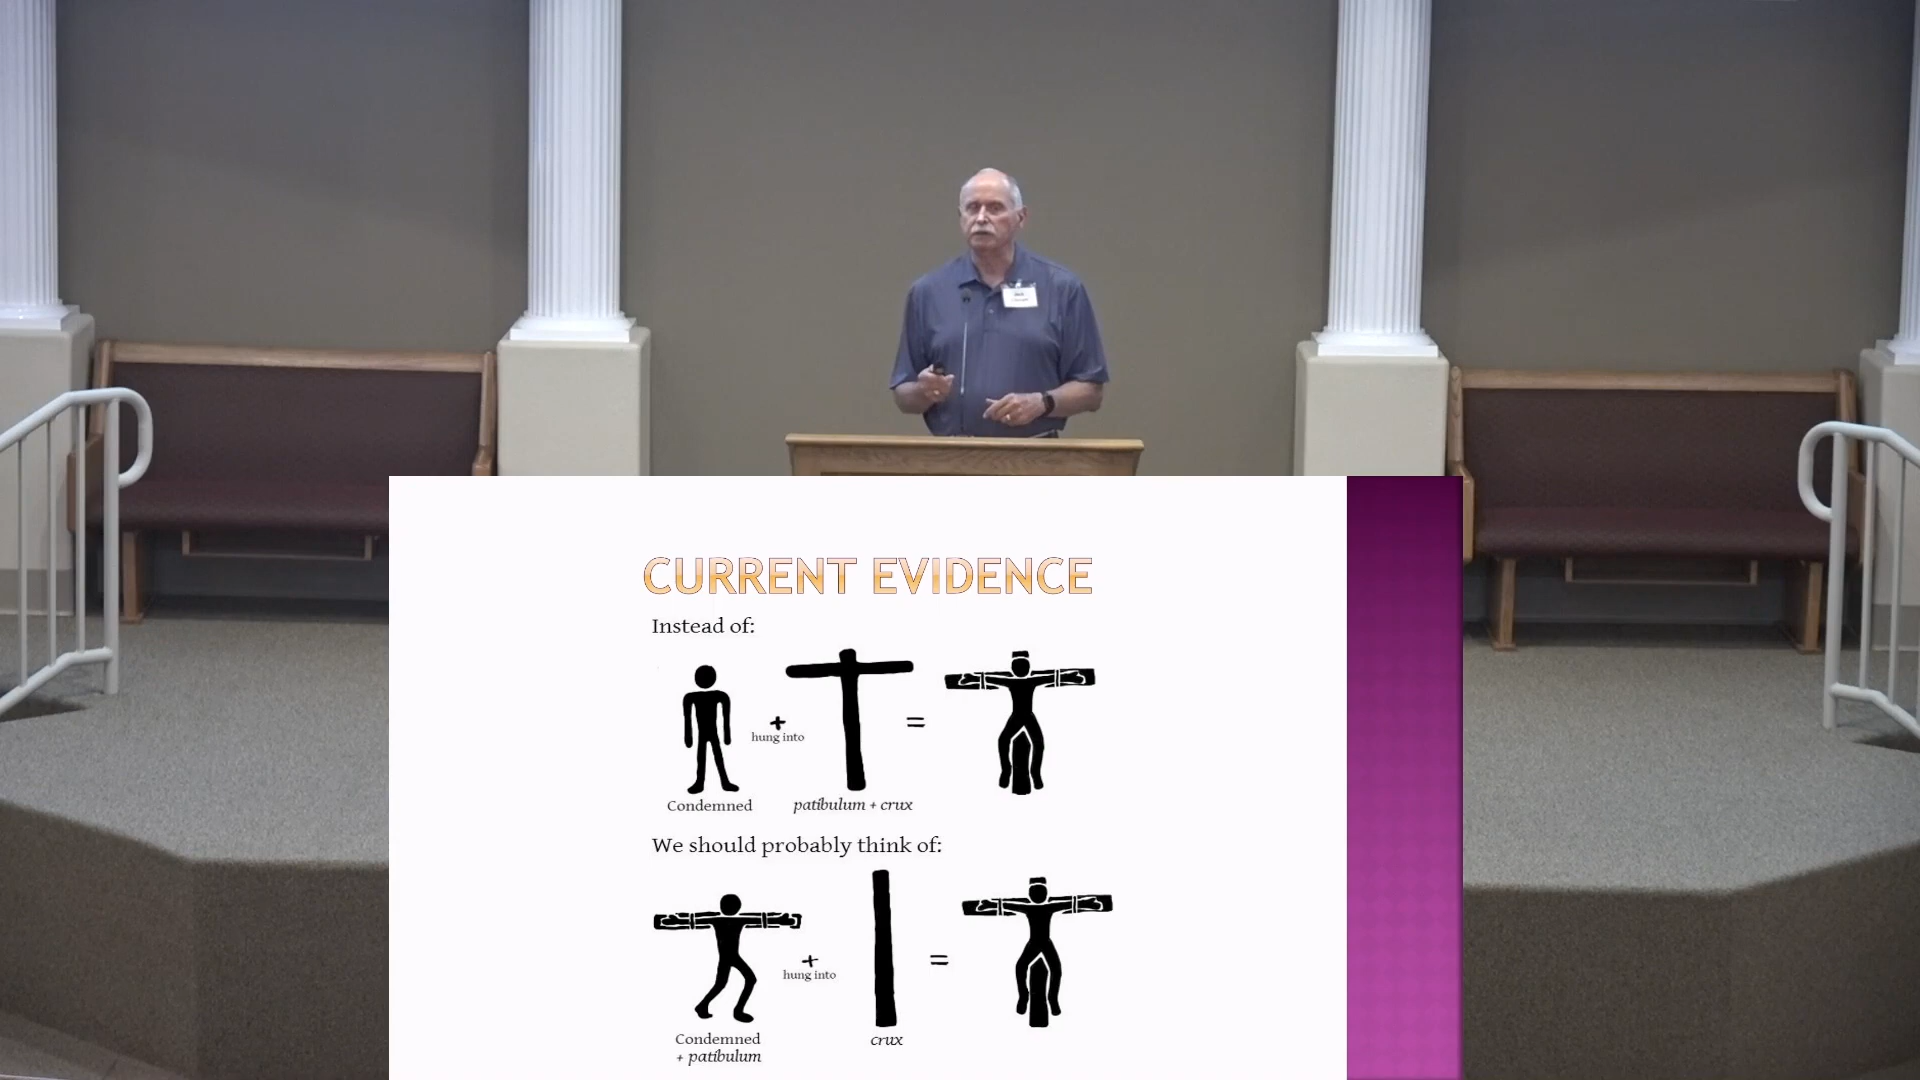 CURRENT EVIDENCE
Instead of:
+
hung into
=
Condemned
patibulum + crux
We should probably think of:
+
hung into
=
Condemned
+ patibulum
crux